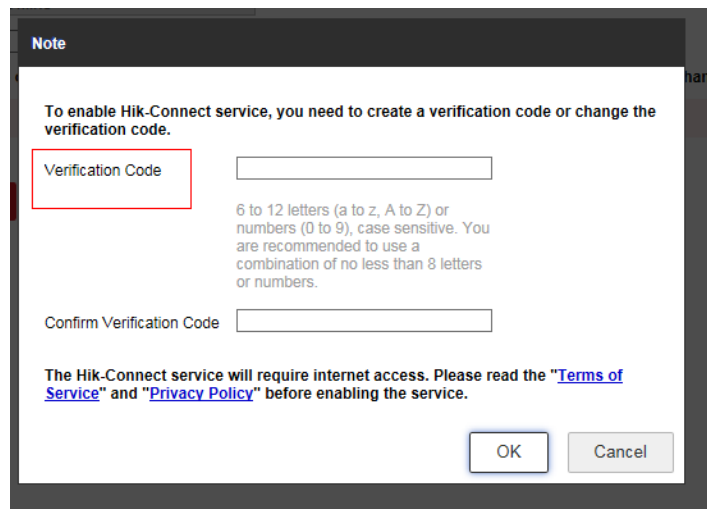 Note
To enable Hik-Connect service, you need to create a verification code or change the
verification code.
Verification Code
6 to 12 letters (a to z, A to Z) or
numbers (0 to 9), case sensitive. You
are recommended to use a
combination of no less than 8 letters
or numbers.
Confirm Verification Code
The Hik-Connect service will require internet access. Please read the "Terms of
Service" and "Privacy Policy" before enabling the service.
OK
Cancel